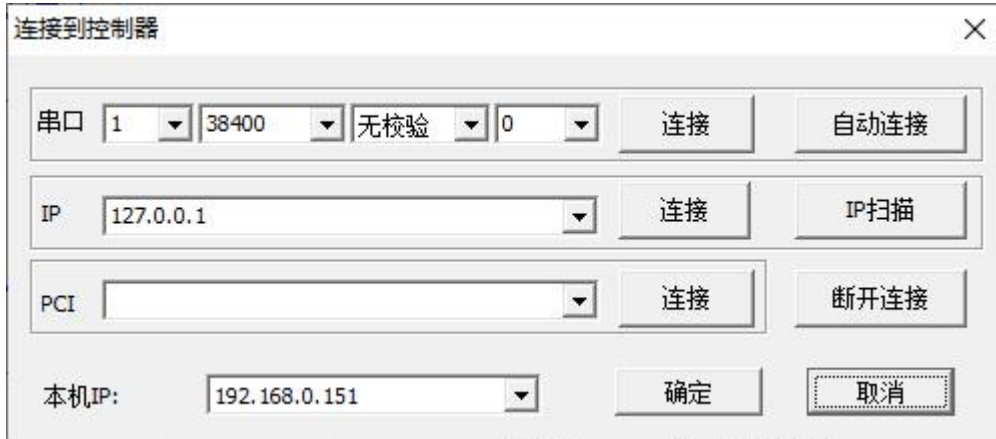 连接到控制器
串口 1 38400 无校验 0 连接 自动连接
IP 127.0.0.1 连接 IP扫描
PCI 连接 断开连接
本机IP: 192.168.0.151 确定 取消